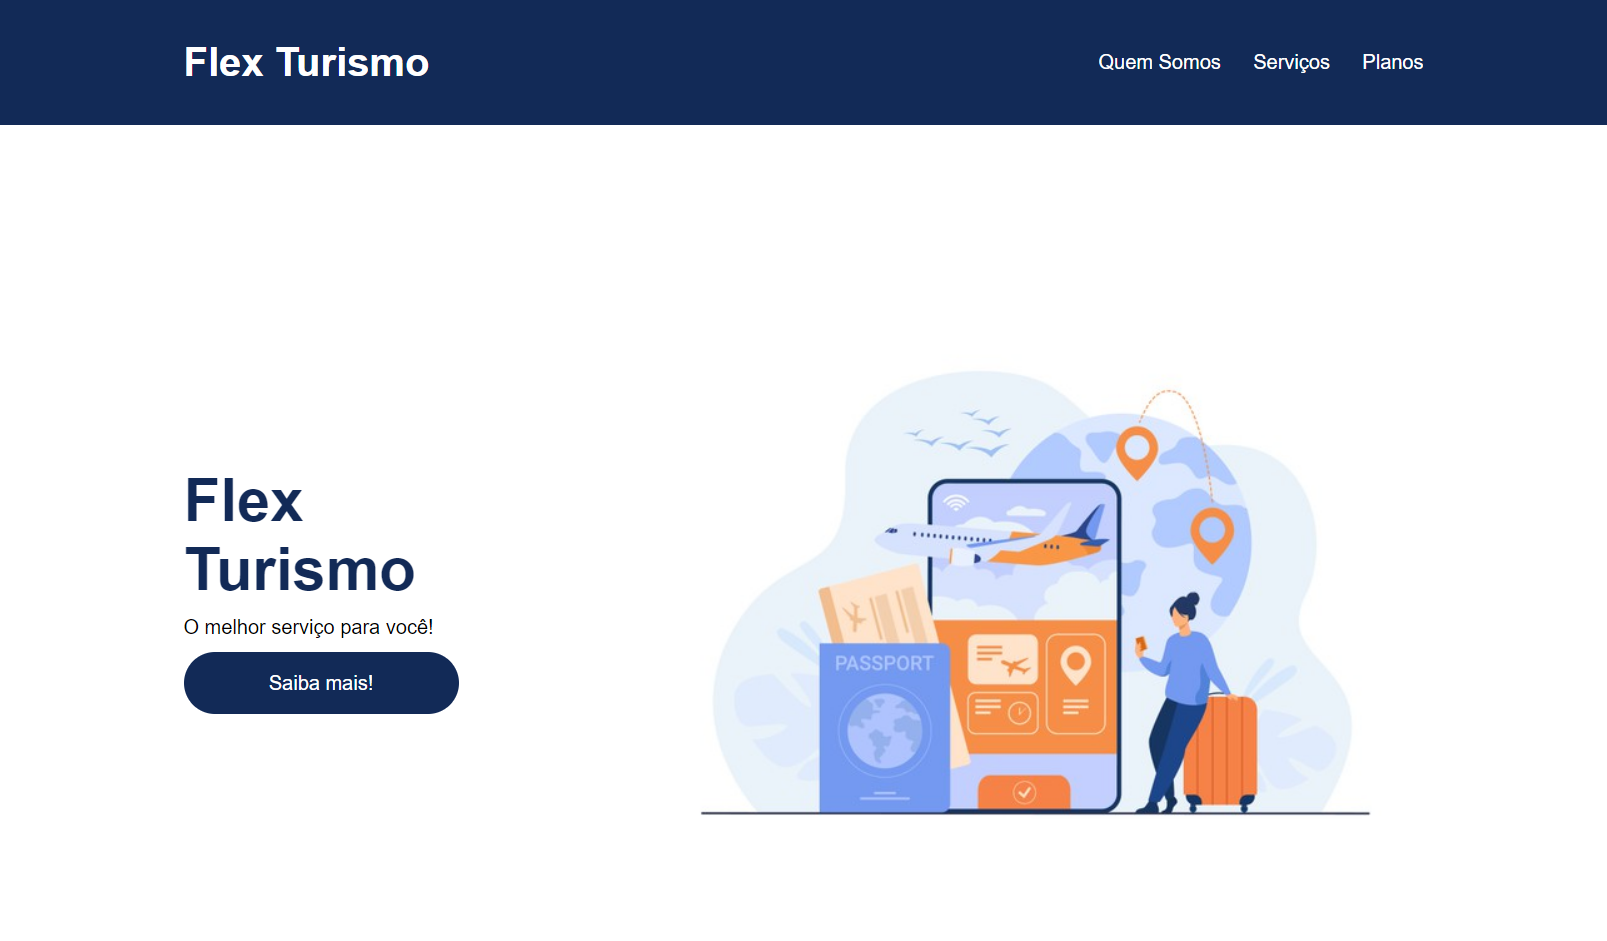 Flex Turismo
Quem Somos
Serviços
Planos
Flex
Turismo
O melhor serviço para você!
Saiba mais!
PASSPORT